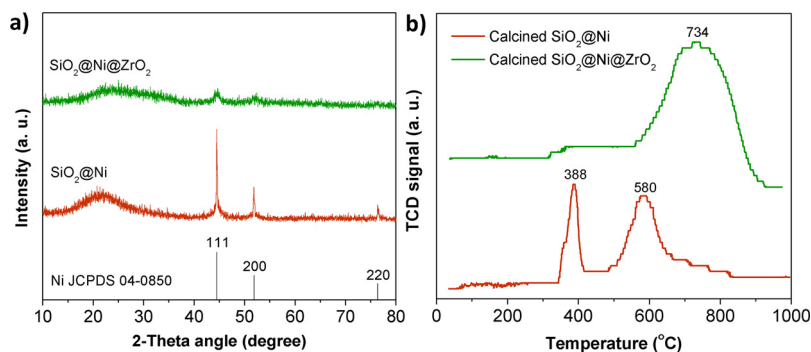 a)
SiO2@Ni@ZrO2
SiO2@Ni
111
200
220
Ni JCPDS 04-0850
10 20 30 40 50 60 70 80
2-Theta angle (degree)
Intensity (a. u.)
b)
Calcined SiO2@Ni
Calcined SiO2@Ni@ZrO2
734
388
580
0 200 400 600 800 1000
Temperature (oC)
TCD signal (a. u.)